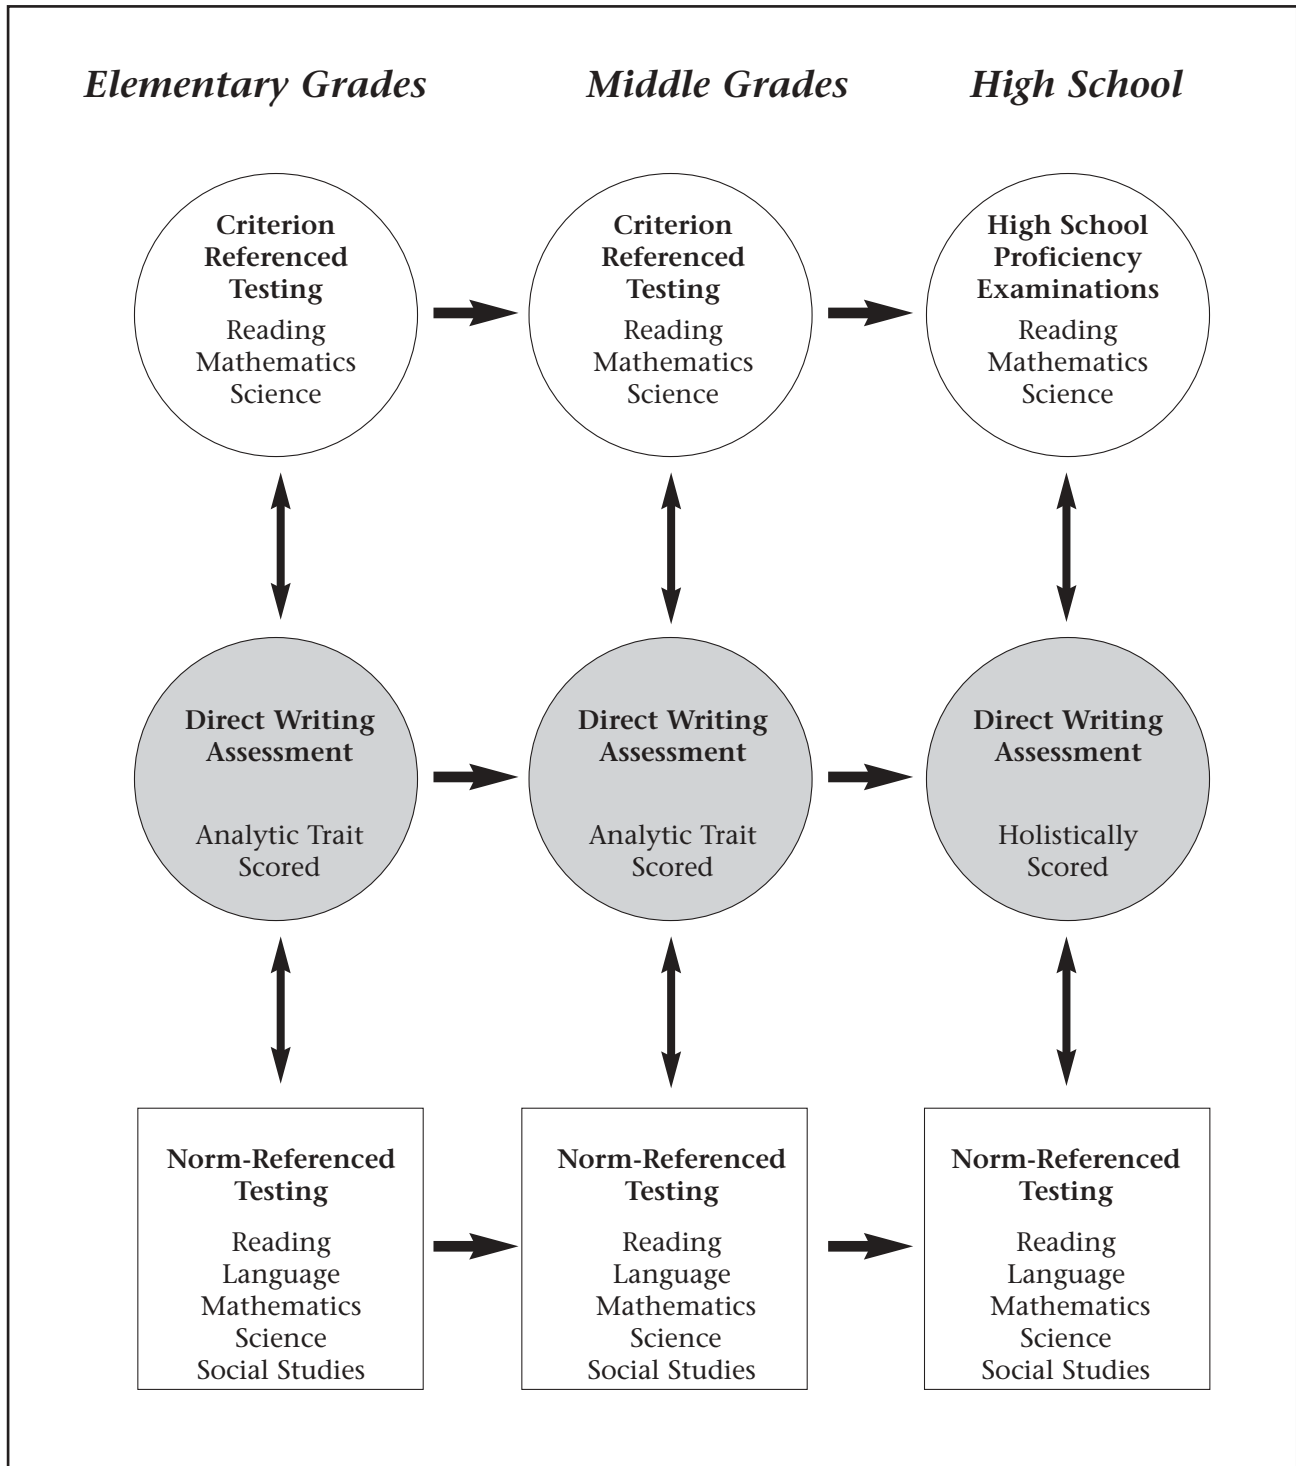 Elementary Grades
Middle Grades
High School
Criterion
Referenced
Testing
Reading
Mathematics
Science
Criterion
Referenced
Testing
Reading
Mathematics
Science
High School
Proficiency
Examinations
Reading
Mathematics
Science
Direct Writing
Assessment
Analytic Trait
Scored
Direct Writing
Assessment
Analytic Trait
Scored
Direct Writing
Assessment
Holistically
Scored
Norm-Referenced
Testing
Reading
Language
Mathematics
Science
Social Studies
Norm-Referenced
Testing
Reading
Language
Mathematics
Science
Social Studies
Norm-Referenced
Testing
Reading
Language
Mathematics
Science
Social Studies